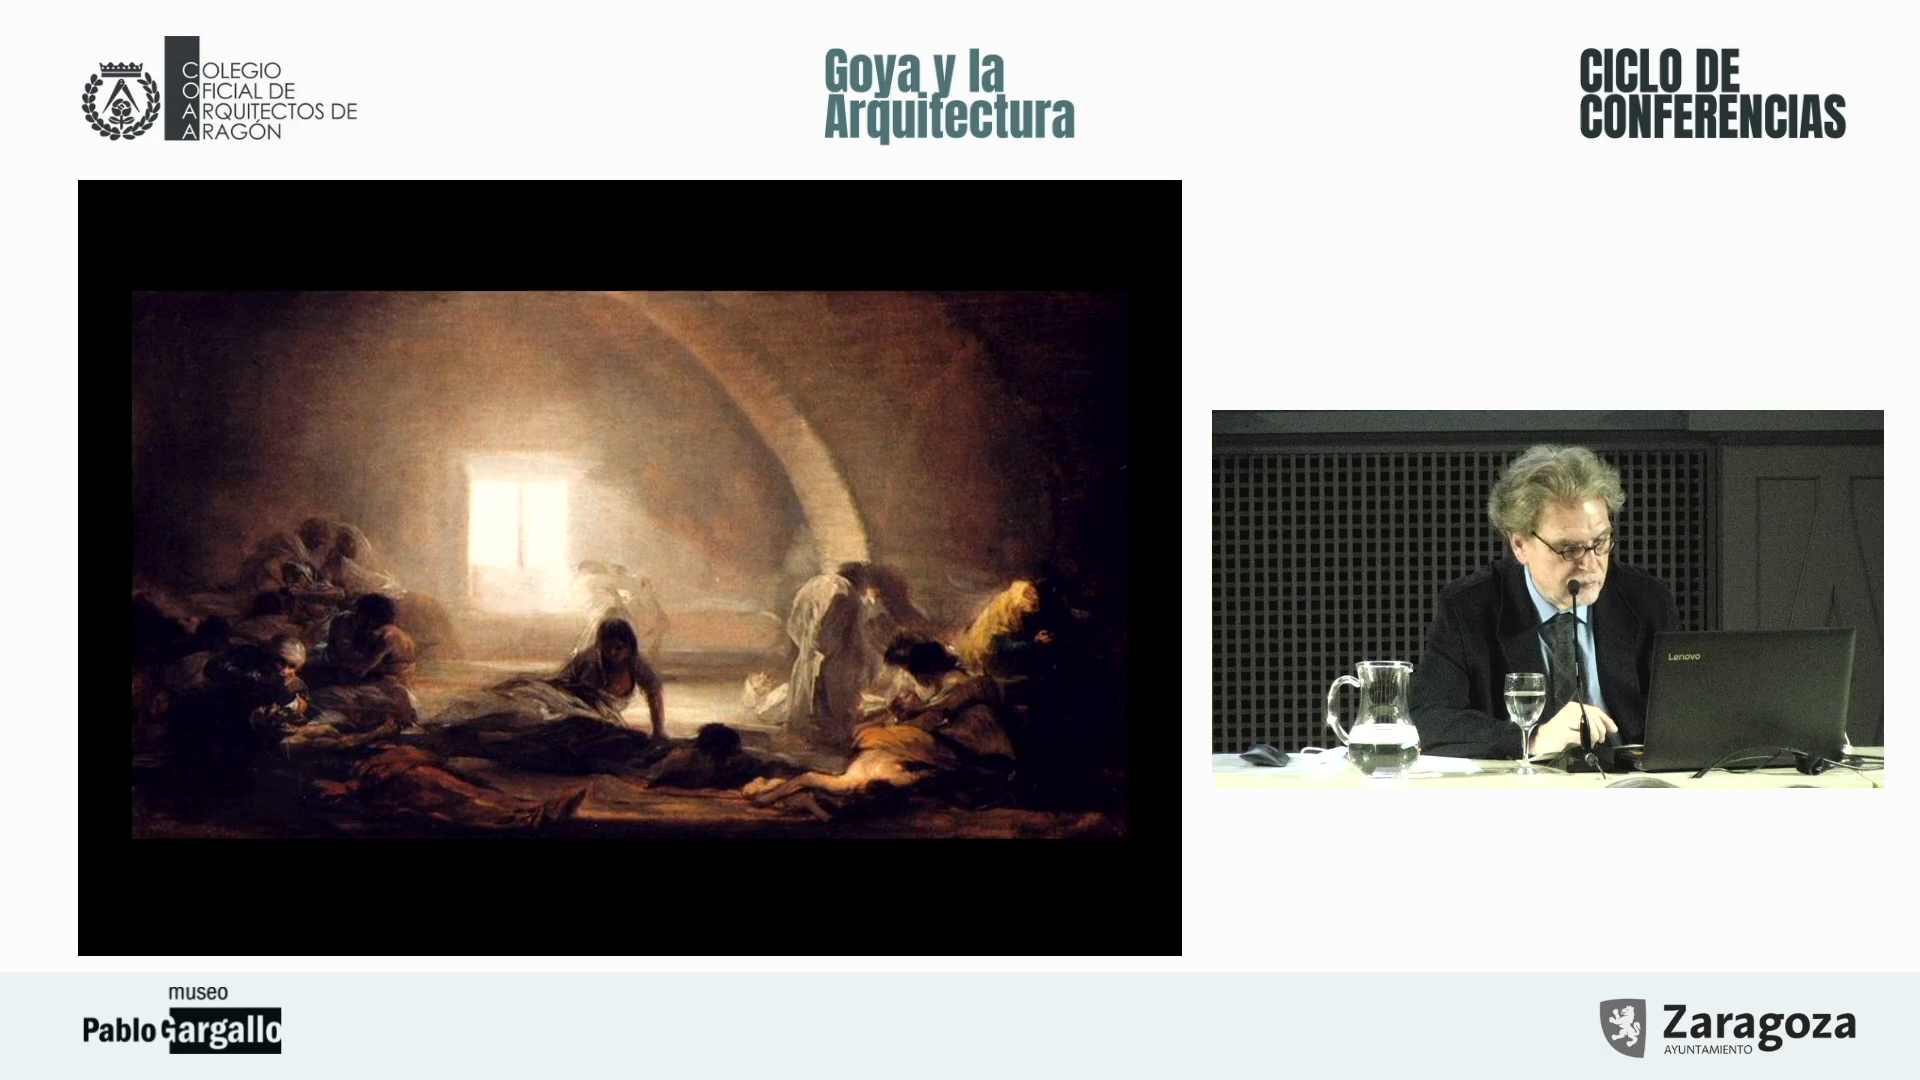 COLEGIO
OFICIAL DE
ARQUITECTOS DE
ARAGÓN
Goya y la
Arquitectura
CICLO DE
CONFERENCIAS
Lenovo
museo
Pablo Gargallo
Zaragoza
AYUNTAMIENTO